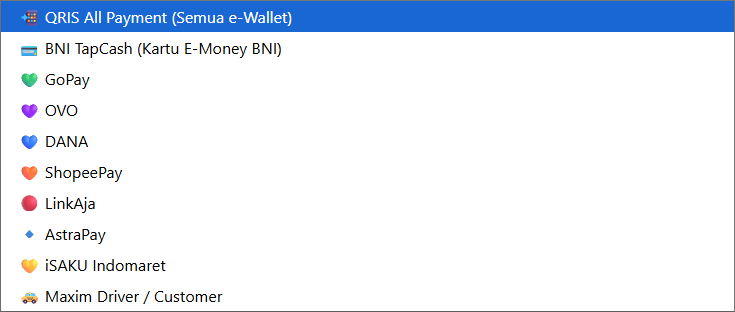 QRIS All Payment (Semua e-Wallet)
BNI TapCash (Kartu E-Money BNI)
GoPay
OVO
DANA
ShopeePay
LinkAja
AstraPay
iSAKU Indomaret
Maxim Driver / Customer